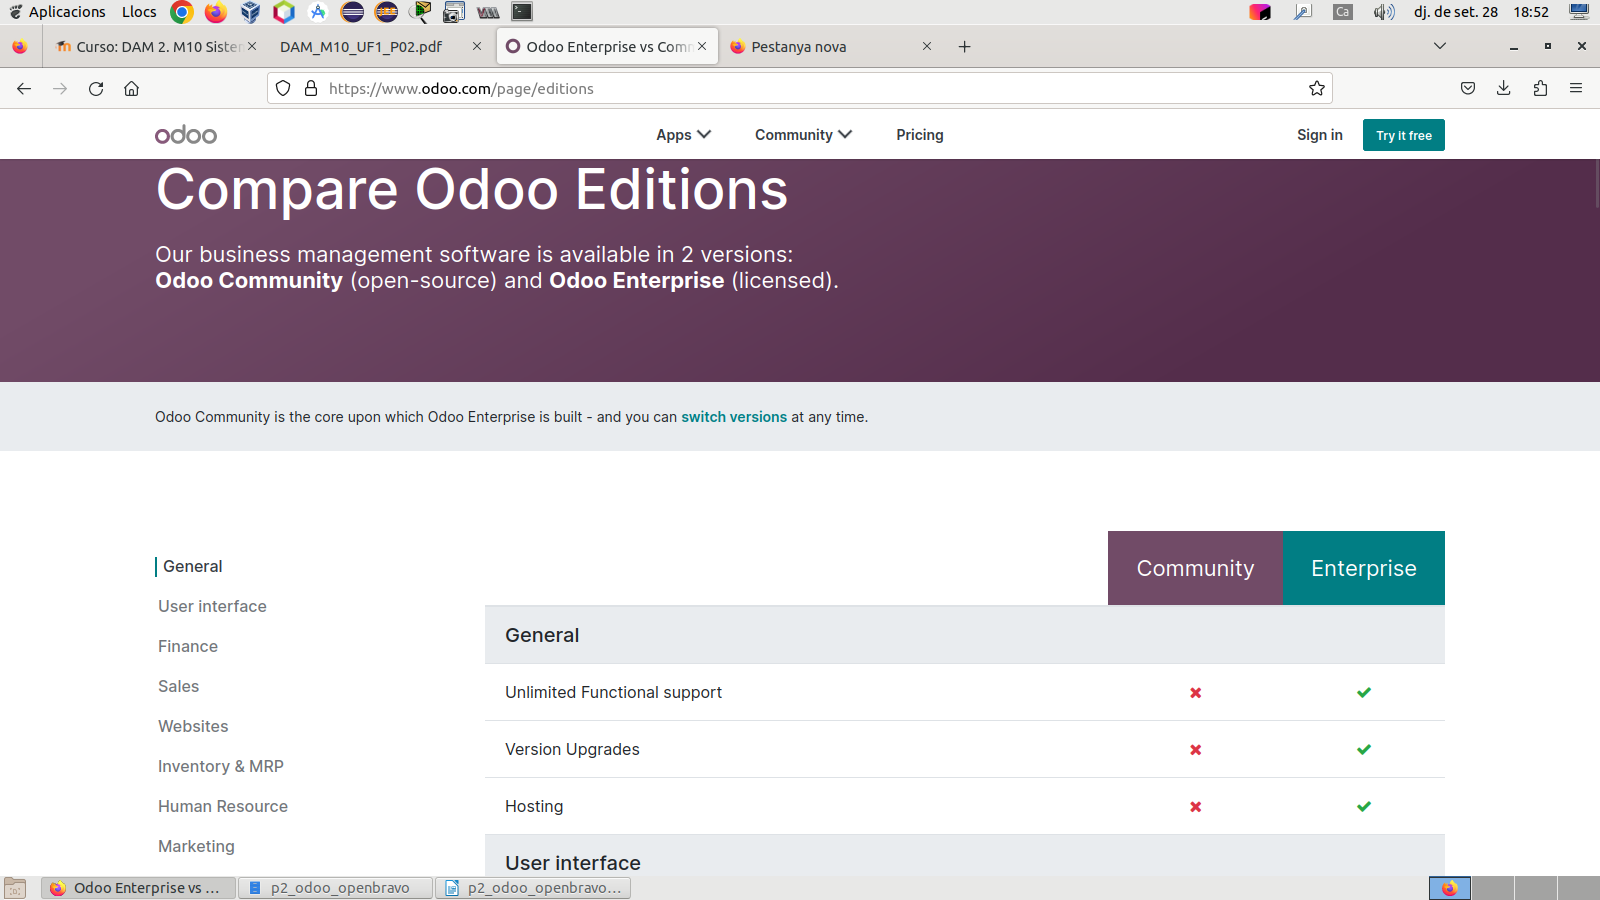 Aplicacions Llocs Ca dj. de set. 28 18:52
Curso: DAM 2. M10 Sister DAM_M10_UF1_P02.pdf Odoo Enterprise vs Com Pestanya nova
https://www.odoo.com/page/editions
odoo Apps Community Pricing Sign in Try it free
Compare Odoo Editions
Our business management software is available in 2 versions:
Odoo Community (open-source) and Odoo Enterprise (licensed).
Odoo Community is the core upon which Odoo Enterprise is built - and you can switch versions at any time.
General
User interface
Finance
Sales
Websites
Inventory & MRP
Human Resource
Marketing
Community Enterprise
General
Unlimited Functional support
Version Upgrades
Hosting
User interface
Odoo Enterprise vs ... p2_odoo_openbravo p2_odoo_openbravo...